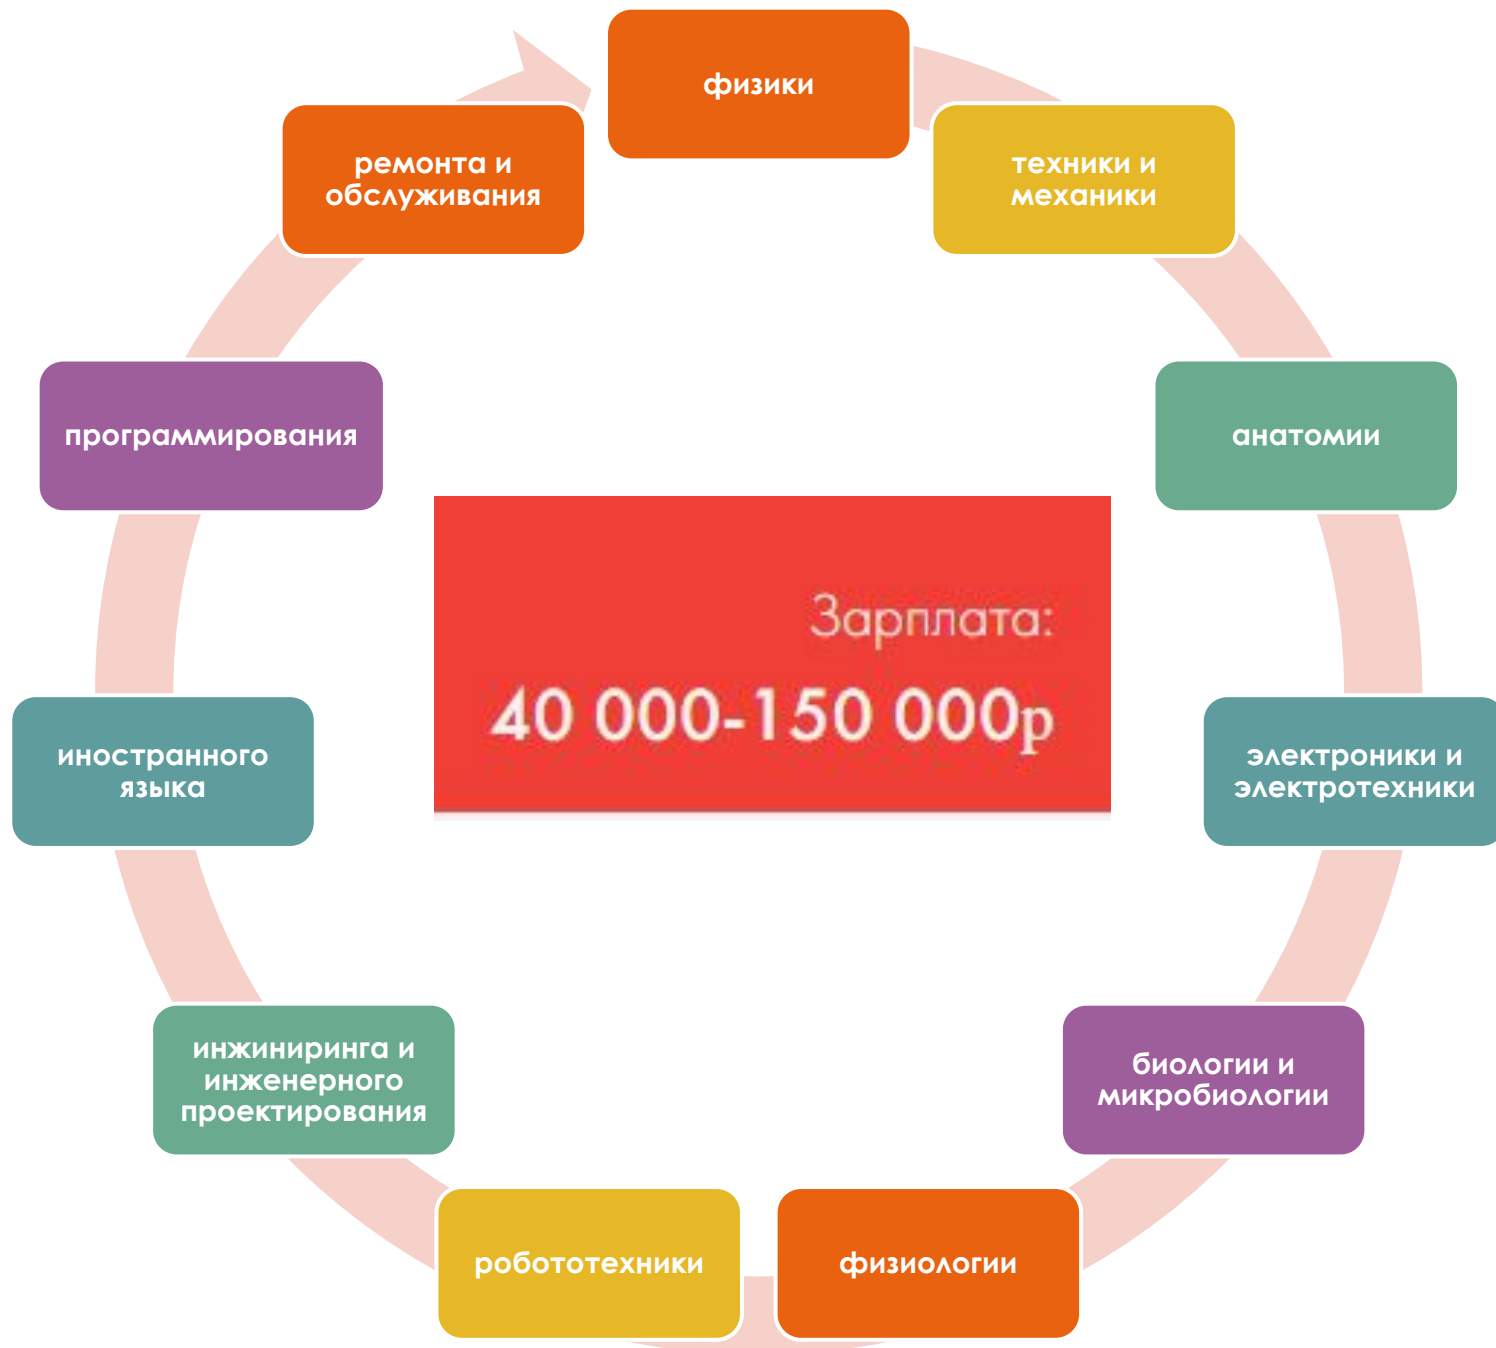 физики
техники и
механики
анатомии
электроники и
электротехники
биологии и
микробиологии
физиологии
робототехники
инжиниринга и
инженерного
проектирования
иностранного
языка
программирования
ремонта и
обслуживания
Зарплата:
40 000-150 000р